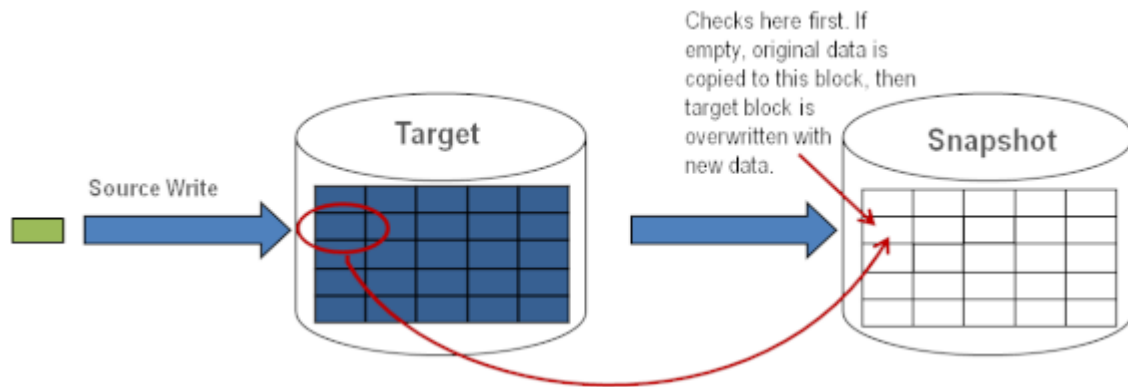 Checks here first. If
empty, original data is
copied to this block, then
target block is
overwritten with
new data.
Target
Snapshot
Source Write